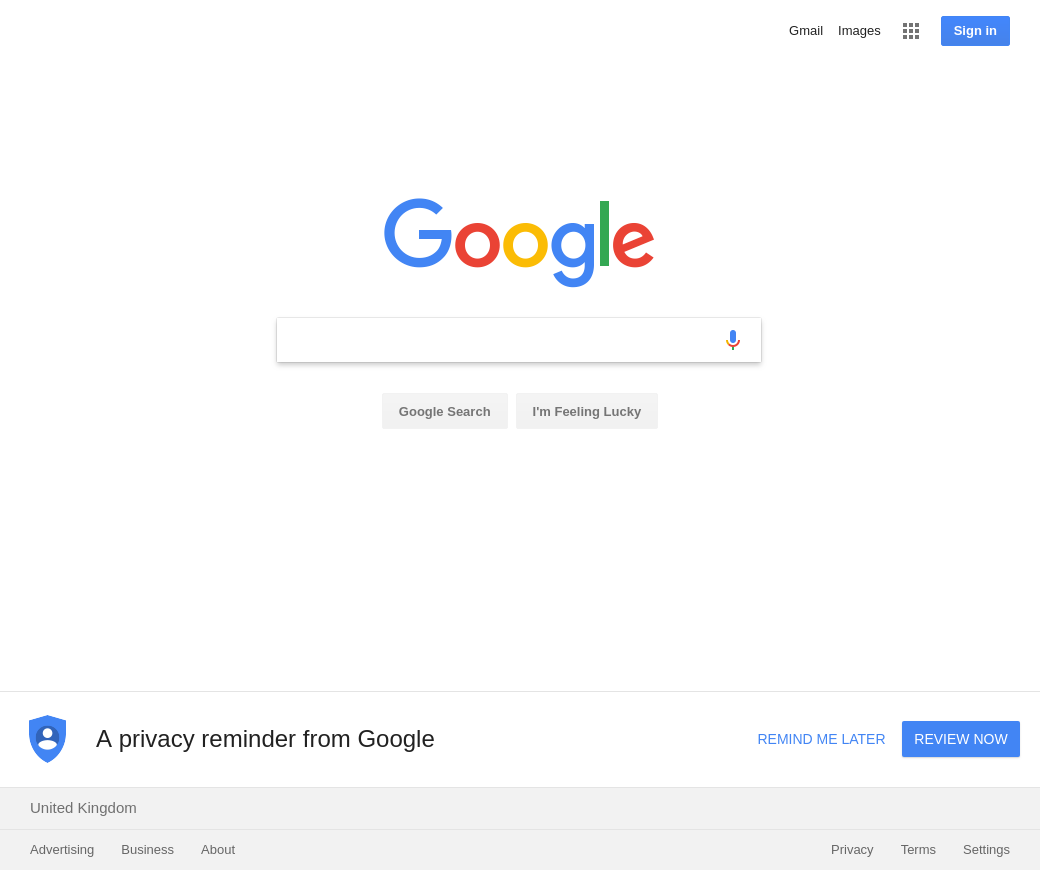 Gmail Images Sign in
Google
Google Search I'm Feeling Lucky
A privacy reminder from Google REMIND ME LATER REVIEW NOW
United Kingdom
Advertising Business About Privacy Terms Settings